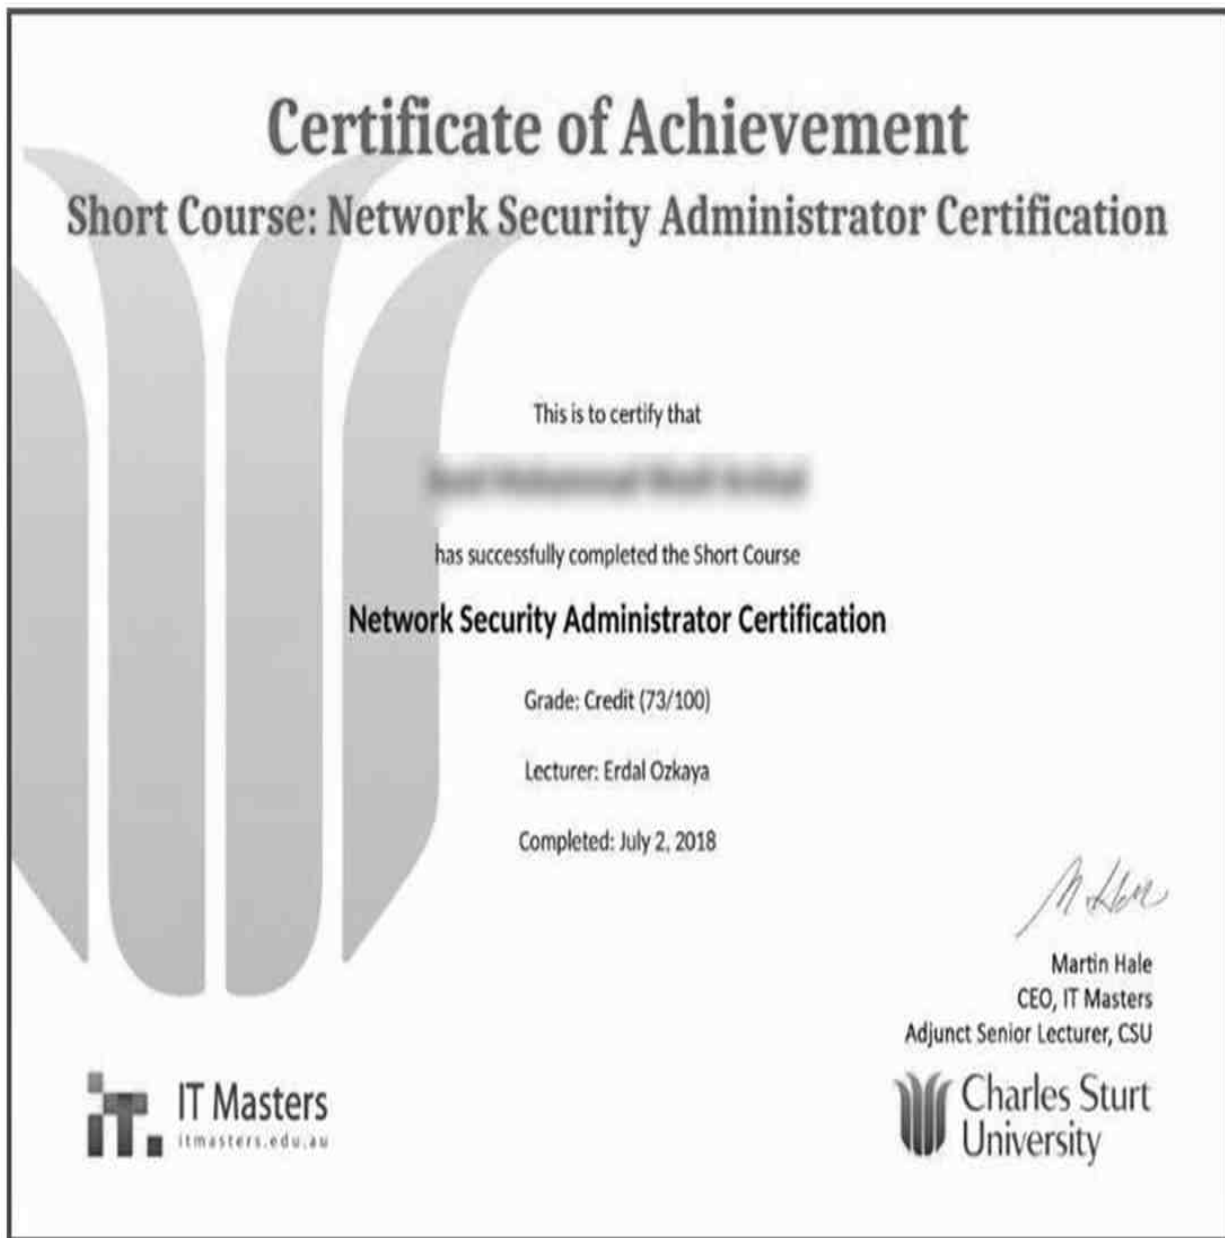 Certificate of Achievement
Short Course: Network Security Administrator Certification
This is to certify that
has successfully completed the Short Course
Network Security Administrator Certification
Grade: Credit (73/100)
Lecturer: Erdal Ozkaya
Completed: July 2, 2018
Martin Hale
CEO, IT Masters
Adjunct Senior Lecturer, CSU
iT.
IT Masters
itmasters.edu.au
Charles Sturt
University